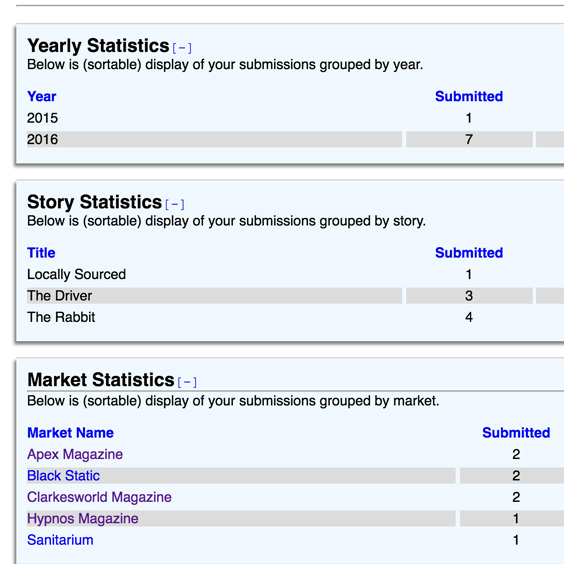 Yearly Statistics [ – ]
Below is (sortable) display of your submissions grouped by year.
Year Submitted
2015 1
2016 7
Story Statistics [ – ]
Below is (sortable) display of your submissions grouped by story.
Title Submitted
Locally Sourced 1
The Driver 3
The Rabbit 4
Market Statistics [ – ]
Below is (sortable) display of your submissions grouped by market.
Market Name Submitted
Apex Magazine 2
Black Static 2
Clarkesworld Magazine 2
Hypnos Magazine 1
Sanitarium 1